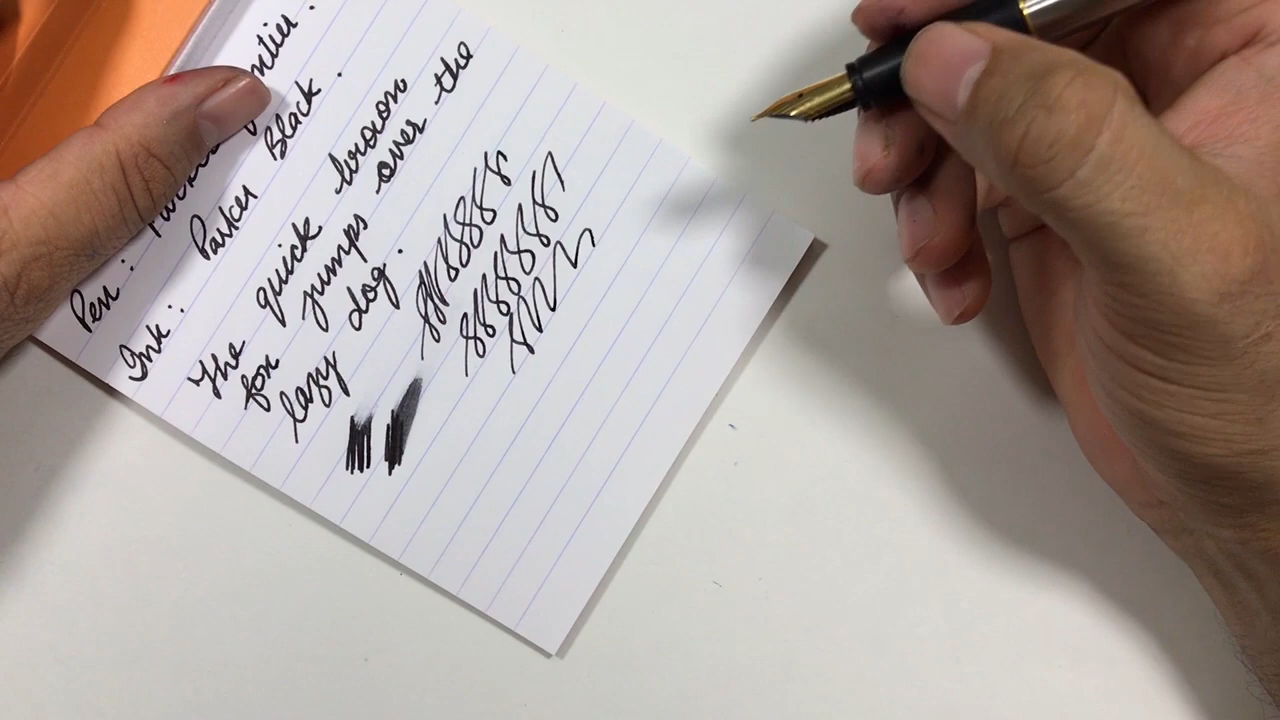 Pen:
Ink: Parker Black.
The quick brown
fox jumps over the
lazy dog.